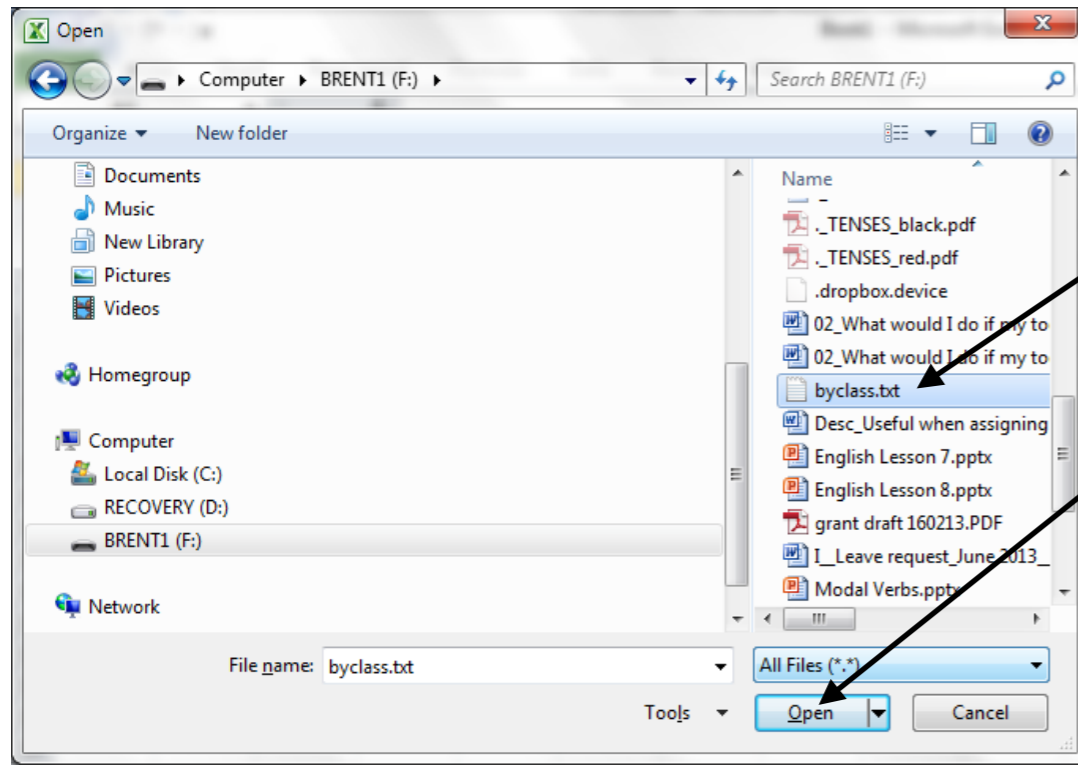 Open
Computer BRENT1 (F:)
Search BRENT1 (F:)
Organize
New folder
Documents
Music
New Library
Pictures
Videos
Homegroup
Computer
Local Disk (C:)
RECOVERY (D:)
BRENT1 (F:)
Network
Name
._TENSES_black.pdf
._TENSES_red.pdf
.dropbox.device
02_What would I do if my to
02_What would I do if my to
byclass.txt
Desc_Useful when assigning
English Lesson 7.pptx
English Lesson 8.pptx
grant draft 160213.PDF
I__Leave request_June 2013_
Modal Verbs.pptx
File name: byclass.txt
All Files (*.*)
Tools
Open
Cancel